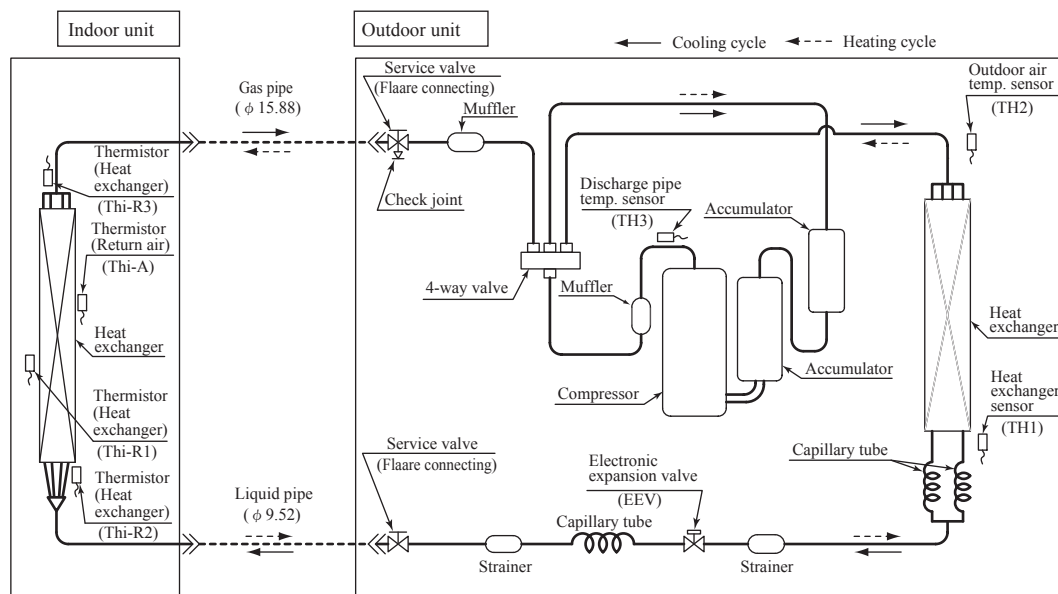 Indoor unit
Outdoor unit
Cooling cycle
Heating cycle
Service valve
(Flaare connecting)
Gas pipe
( ϕ 15.88)
Muffler
Check joint
Outdoor air
temp. sensor
(TH2)
Thermistor
(Heat
exchanger)
(Thi-R3)
Thermistor
(Return air)
(Thi-A)
Heat
exchanger
Thermistor
(Heat
exchanger)
(Thi-R1)
Thermistor
(Heat
exchanger)
(Thi-R2)
Discharge pipe
temp. sensor
(TH3)
Accumulator
4-way valve
Muffler
Compressor
Accumulator
Heat
exchanger
Heat
exchanger
sensor
(TH1)
Capillary tube
Service valve
(Flaare connecting)
Liquid pipe
( ϕ 9.52)
Electronic
expansion valve
(EEV)
Capillary tube
Strainer
Strainer